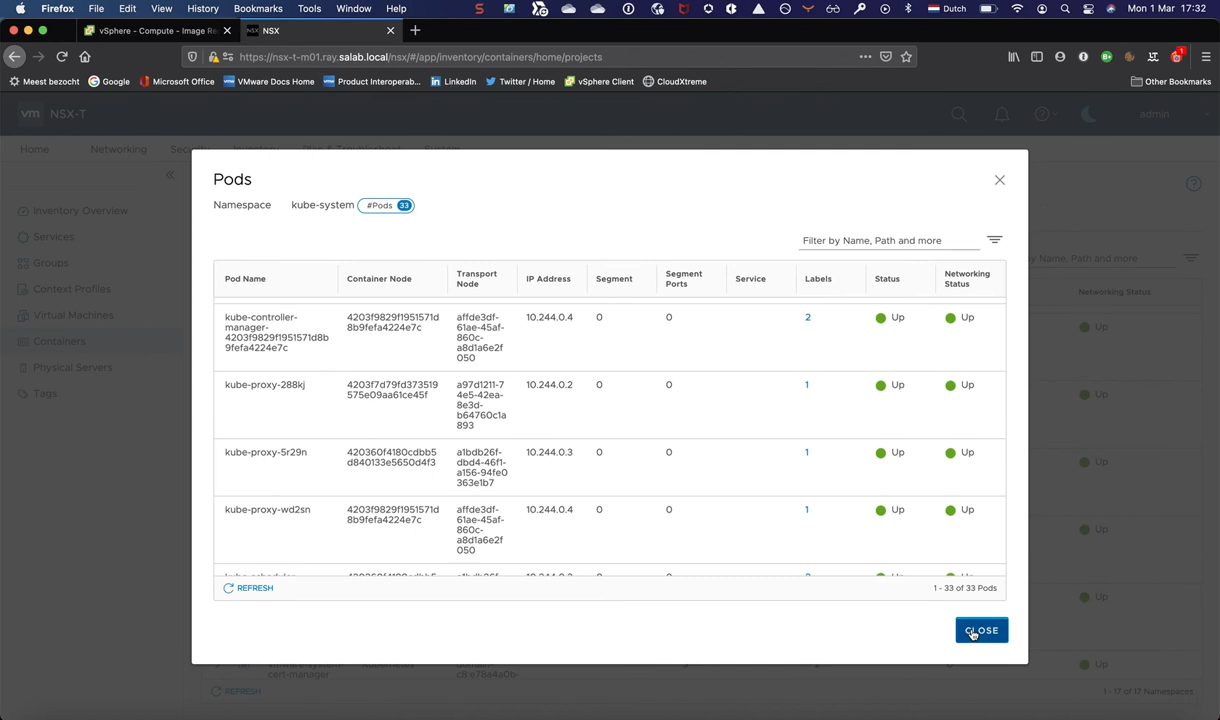 Firefox File Edit View History Bookmarks Tools Window Help Dutch Mon 1 Mar 17:32
vSphere - Compute - Image Re NSX
https://nsx-t-m01.ray.salab.local/nsx/#/app/inventory/containers/home/projects
Meest bezocht Google Microsoft Office VMware Docs Home Product Interoperab... LinkedIn Twitter / Home vSphere Client CloudXtreme Other Bookmarks
vm NSX-T admin
Home Networking
Inventory Overview
Services
Groups
Context Profiles
Virtual Machines
Containers
Physical Servers
Tags
Pods
Namespace kube-system #Pods 33
Filter by Name, Path and more
by Name, Path and more
Pod Name Container Node Transport Node IP Address Segment Segment Ports Service Labels Status Networking Status
Networking Status
kube-controller-manager-4203f9829f1951571d8b9fefa4224e7c 4203f9829f1951571d8b9fefa4224e7c affde3df-61ae-45af-860c-a8d1a6e2f050 10.244.0.4 0 0 2 Up Up
kube-proxy-288kj 4203f7d79fd373519575e09aa61ce45f a97d1211-74e5-42ea-8e3d-b64760c1a893 10.244.0.2 0 0 1 Up Up
kube-proxy-5r29n 420360f4180cdbb5d840133e5650d4f3 a1bdb26f-dbd4-46f1-a156-94fe0363e1b7 10.244.0.3 0 0 1 Up Up
kube-proxy-wd2sn 4203f9829f1951571d8b9fefa4224e7c affde3df-61ae-45af-860c-a8d1a6e2f050 10.244.0.4 0 0 1 Up Up
Up
Up
Up
Up
Up
Up
REFRESH 1 - 33 of 33 Pods
CLOSE
cert-manager
REFRESH 1 - 17 of 17 Namespaces